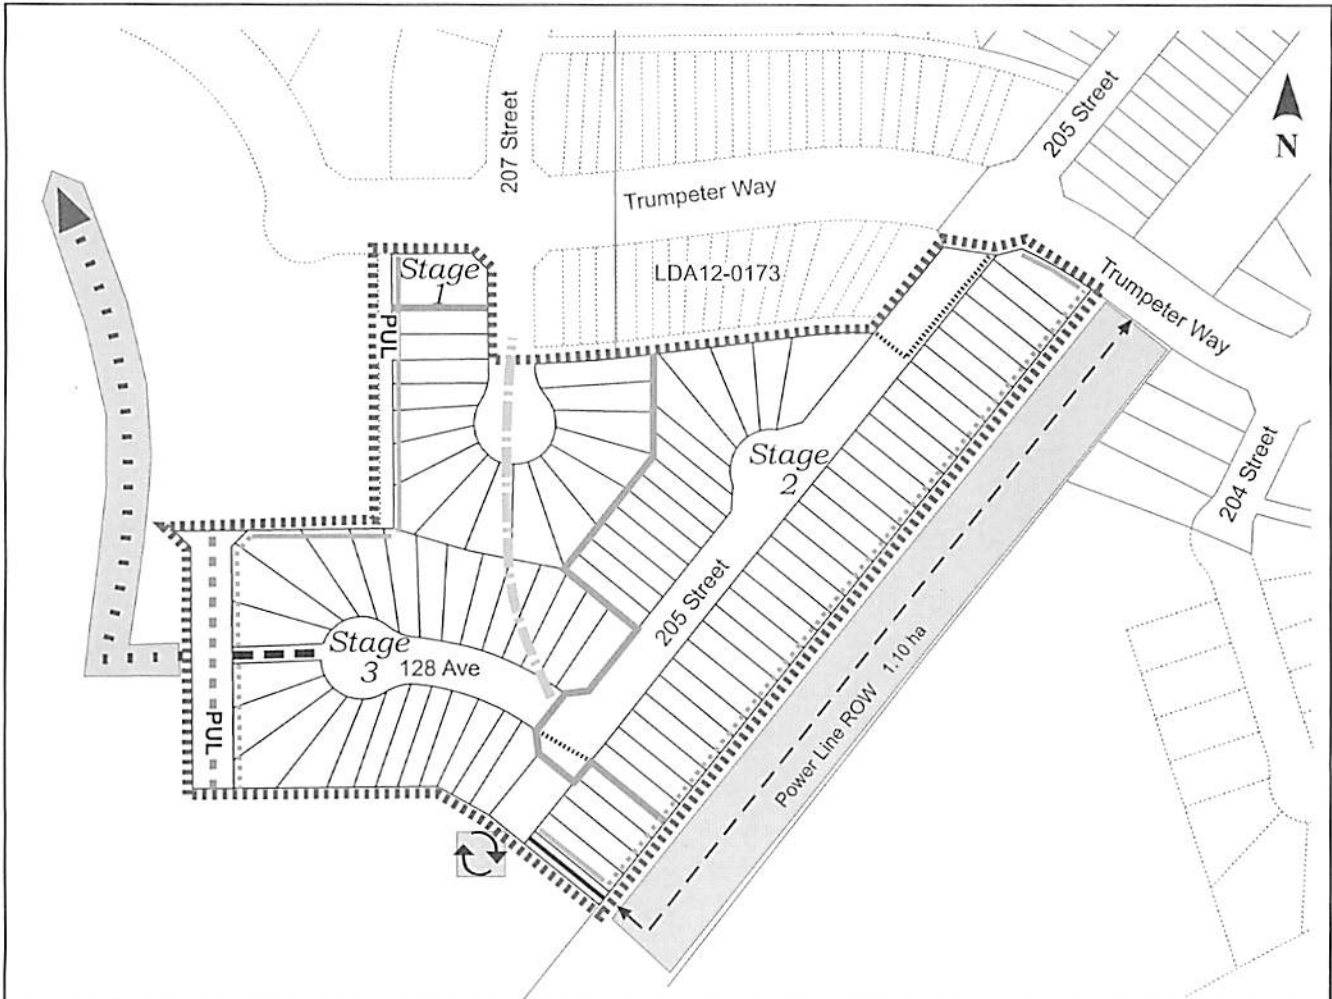 205 Street
N
207 Street
Trumpeter Way
Stage
1
LDA12-0173
Trumpeter Way
PUL
Stage
2
204 Street
205 Street
Stage
3
128 Ave
Power Line ROW 1.10 ha
PUL